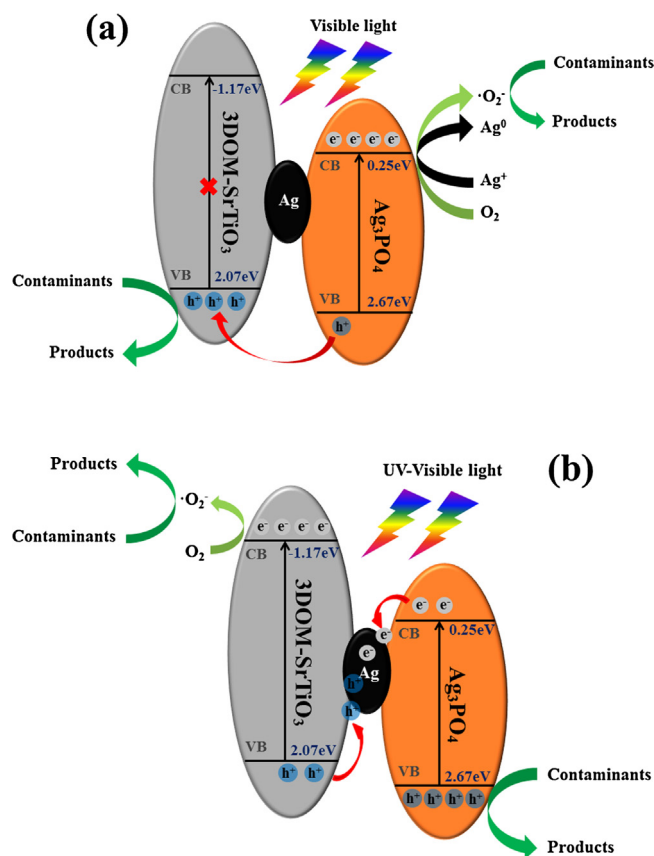 (a)
Visible light
CB
-1.17eV
3DOM-SrTiO₃
VB
2.07eV
h⁺ h⁺ h⁺
Ag
e⁻ e⁻ e⁻ e⁻
CB
0.25eV
Ag₃PO₄
VB
2.67eV
h⁺
·O₂⁻
Ag⁰
Ag⁺
O₂
Contaminants
Products
Contaminants
Products
(b)
UV-Visible light
Products
Contaminants
·O₂⁻
O₂
e⁻ e⁻ e⁻ e⁻
CB
-1.17eV
3DOM-SrTiO₃
VB
2.07eV
h⁺ h⁺
e⁻
e⁻
Ag
h⁺
h⁺
e⁻ e⁻
CB
0.25eV
Ag₃PO₄
VB
2.67eV
h⁺ h⁺ h⁺ h⁺
Contaminants
Products